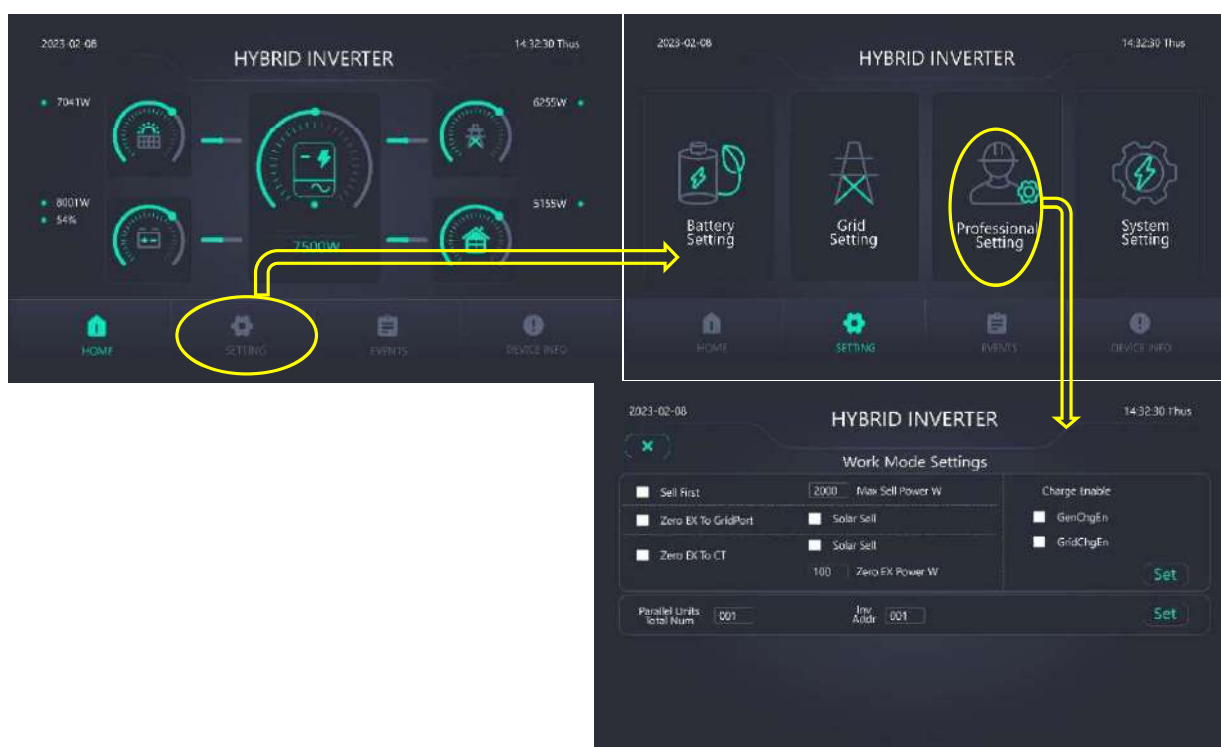 2023-02-08
HYBRID INVERTER
14:32:30 Thus
7041W
6255W
8001W
54%
5155W
7500W
HOME
SETTING
EVENTS
DEVICE INFO
2023-02-08
HYBRID INVERTER
14:32:30 Thus
Battery
Setting
Grid
Setting
Professional
Setting
System
Setting
HOME
SETTING
EVENTS
DEVICE INFO
2023-02-08
HYBRID INVERTER
14:32:30 Thus
Work Mode Settings
Sell First
2000 Max Sell Power W
Charge Enable
Zero EX To GridPort
Solar Sell
GenChgEn
Zero EX To CT
Solar Sell
GridChgEn
100 Zero EX Power W
Set
Parallel Units
Total Num
001
Inv
Addr
001
Set